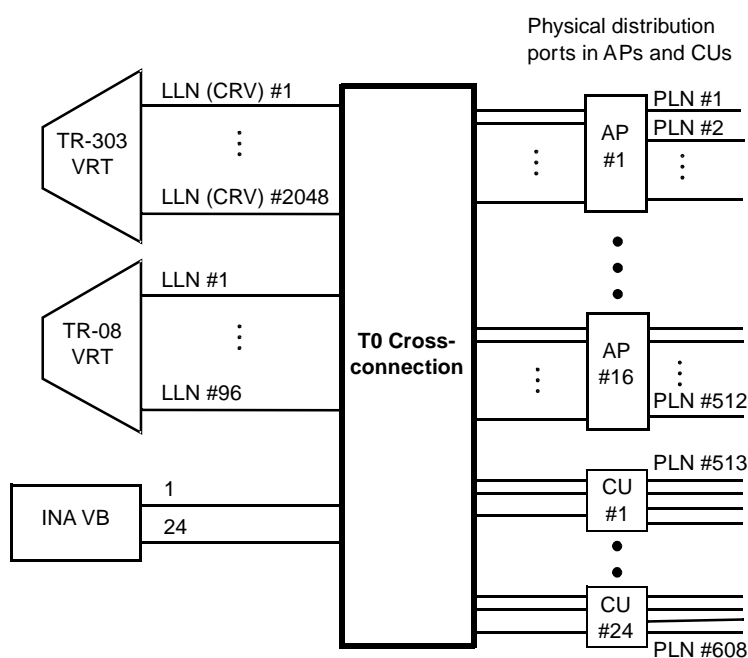 Physical distribution
ports in APs and CUs
LLN (CRV) #1
TR-303
VRT
LLN (CRV) #2048
LLN #1
TR-08
VRT
LLN #96
INA VB
1
24
T0 Cross-
connection
AP
#1
PLN #1
PLN #2
AP
#16
PLN #512
PLN #513
CU
#1
CU
#24
PLN #608